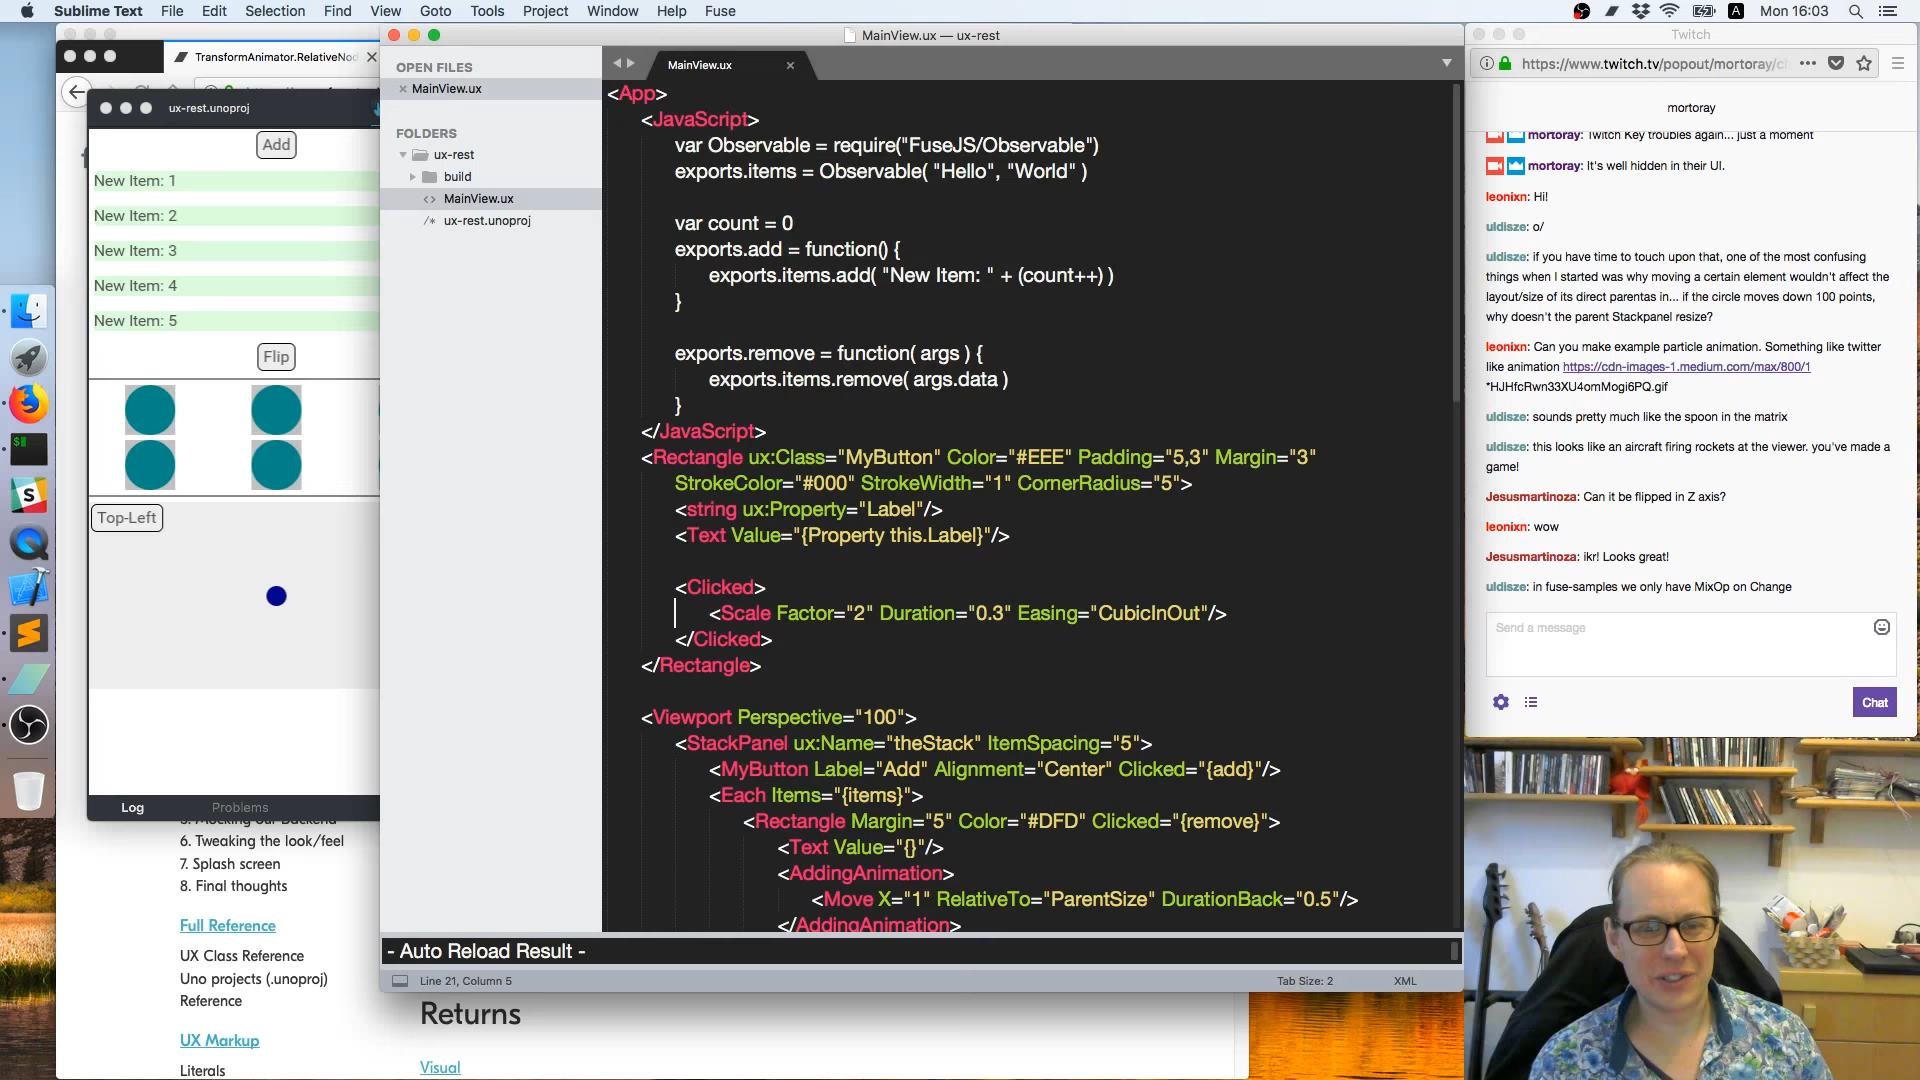 Sublime Text File Edit Selection Find View Goto Tools Project Window Help Fuse
A Mon 16:03
TransformAnimator.RelativeNod
ux-rest.unoproj
Add
New Item: 1
New Item: 2
New Item: 3
New Item: 4
New Item: 5
Flip
Top-Left
Log Problems
6. Tweaking the look/feel
7. Splash screen
8. Final thoughts
Full Reference
UX Class Reference
Uno projects (.unoproj)
Reference
UX Markup
Literals
Returns
Visual
MainView.ux — ux-rest
OPEN FILES
MainView.ux
FOLDERS
ux-rest
build
<> MainView.ux
/* ux-rest.unoproj
MainView.ux
<App>
<JavaScript>
var Observable = require("FuseJS/Observable")
exports.items = Observable( "Hello", "World" )
var count = 0
exports.add = function() {
exports.items.add( "New Item: " + (count++) )
}
exports.remove = function( args ) {
exports.items.remove( args.data )
}
</JavaScript>
<Rectangle ux:Class="MyButton" Color="#EEE" Padding="5,3" Margin="3"
StrokeColor="#000" StrokeWidth="1" CornerRadius="5">
<string ux:Property="Label"/>
<Text Value="{Property this.Label}"/>
<Clicked>
<Scale Factor="2" Duration="0.3" Easing="CubicInOut"/>
</Clicked>
</Rectangle>
<Viewport Perspective="100">
<StackPanel ux:Name="theStack" ItemSpacing="5">
<MyButton Label="Add" Alignment="Center" Clicked="{add}"/>
<Each Items="{items}">
<Rectangle Margin="5" Color="#DFD" Clicked="{remove}">
<Text Value="{}"/>
<AddingAnimation>
<Move X="1" RelativeTo="ParentSize" DurationBack="0.5"/>
</AddingAnimation>
- Auto Reload Result -
Line 21, Column 5
Tab Size: 2
XML
Twitch
https://www.twitch.tv/popout/mortoray/c
mortoray
mortoray: Twitch Key troubles again... just a moment
mortoray: It's well hidden in their UI.
leonixn: Hi!
uldisze: o/
uldisze: if you have time to touch upon that, one of the most confusing
things when I started was why moving a certain element wouldn't affect the
layout/size of its direct parentas in... if the circle moves down 100 points,
why doesn't the parent Stackpanel resize?
leonixn: Can you make example particle animation. Something like twitter
like animation https://cdn-images-1.medium.com/max/800/1
*HJHfcRwn33XU4omMogi6PQ.gif
uldisze: sounds pretty much like the spoon in the matrix
uldisze: this looks like an aircraft firing rockets at the viewer. you've made a
game!
Jesusmartinoza: Can it be flipped in Z axis?
leonixn: wow
Jesusmartinoza: ikr! Looks great!
uldisze: in fuse-samples we only have MixOp on Change
Send a message
Chat